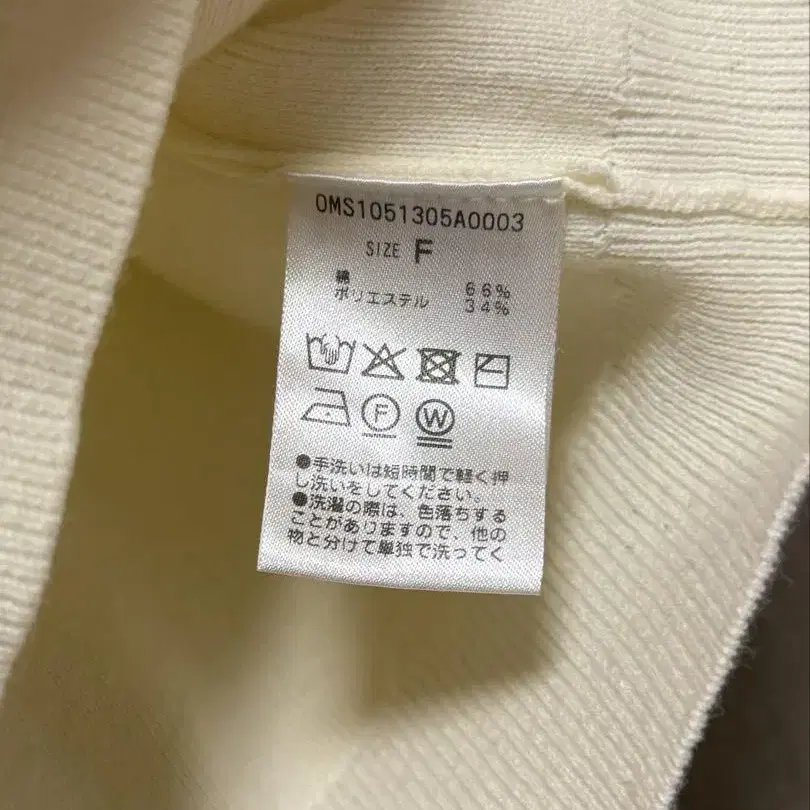 OMS1051305A0003
SIZE F
綿 66%
ポリエステル 34%
F W
●手洗いは短時間で軽く押
し洗いをしてください。
●洗濯の際は、色落ちする
ことがありますので、他の
物と分けて単独で洗ってく